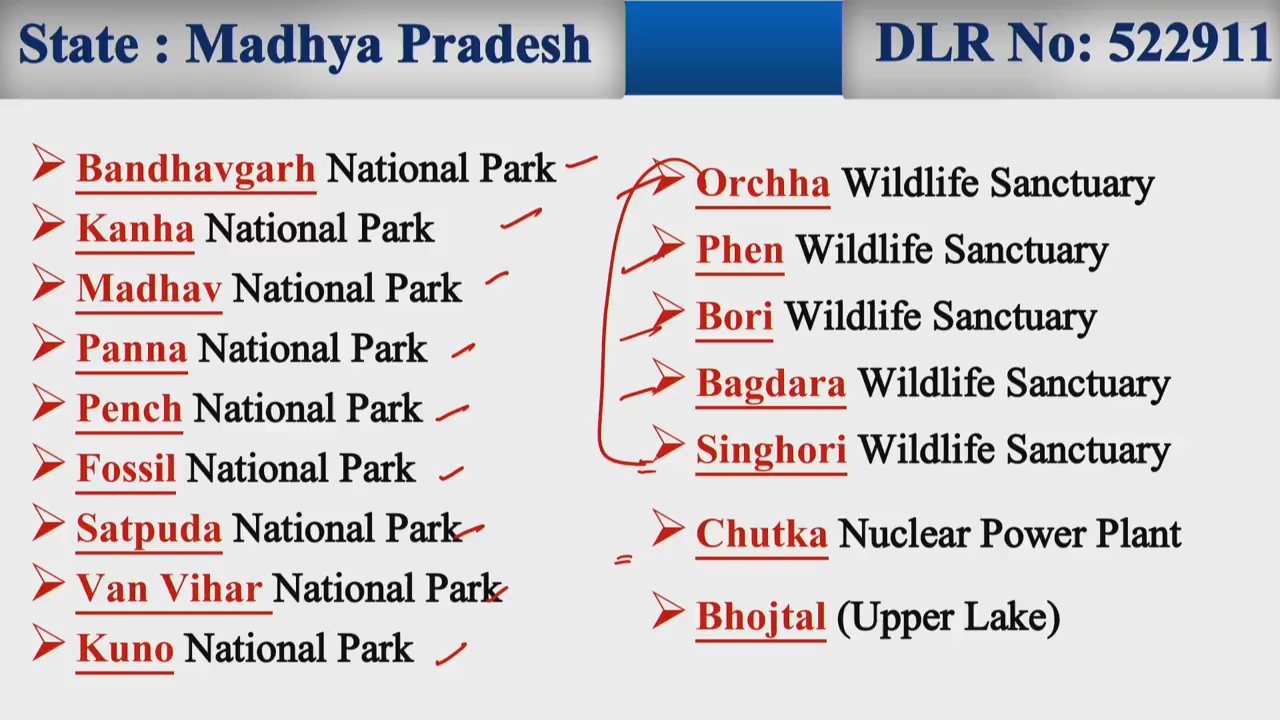 State : Madhya Pradesh
DLR No: 522911
Bandhavgarh National Park
Kanha National Park
Madhav National Park
Panna National Park
Pench National Park
Fossil National Park
Satpuda National Park
Van Vihar National Park
Kuno National Park
Orchha Wildlife Sanctuary
Phen Wildlife Sanctuary
Bori Wildlife Sanctuary
Bagdara Wildlife Sanctuary
Singhori Wildlife Sanctuary
Chutka Nuclear Power Plant
Bhojtal (Upper Lake)